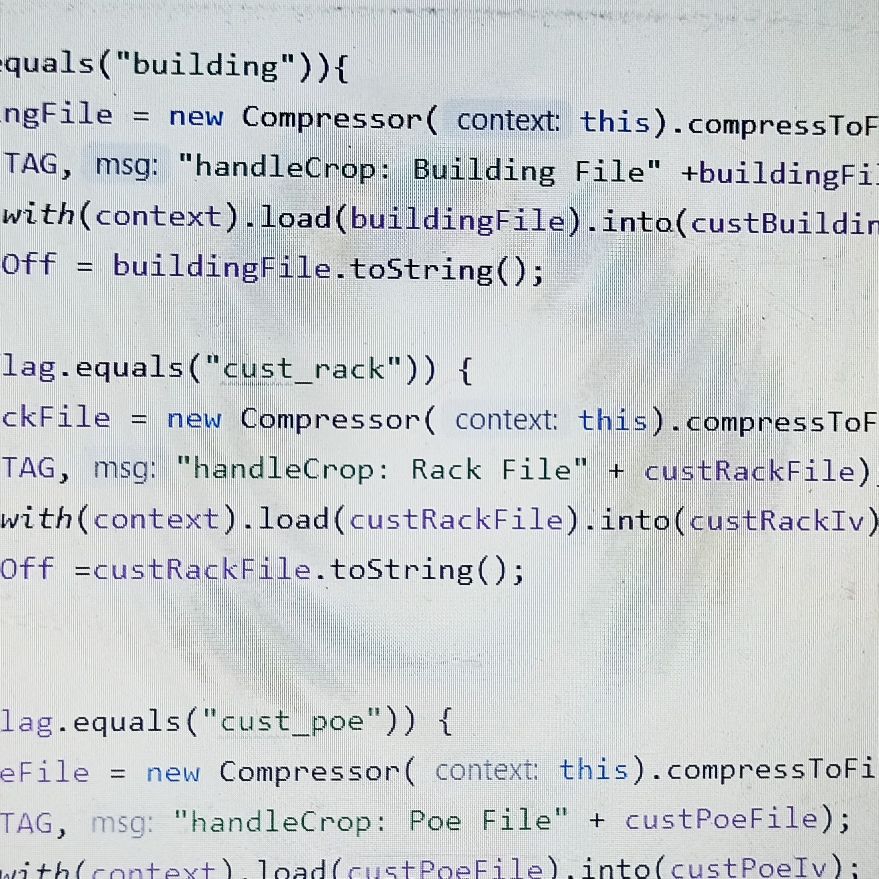 equals("building")){
ngFile = new Compressor( context: this).compressToF
TAG, msg: "handleCrop: Building File" +buildingFil
with(context).load(buildingFile).into(custBuildin
Off = buildingFile.toString();
lag.equals("cust_rack")) {
ckFile = new Compressor( context: this).compressToF
TAG, msg: "handleCrop: Rack File" + custRackFile)
with(context).load(custRackFile).into(custRackIv)
Off =custRackFile.toString();
lag.equals("cust_poe")) {
eFile = new Compressor( context: this).compressToFi
TAG, msg: "handleCrop: Poe File" + custPoeFile);
with(context).load(custPoeFile).into(custPoeIv);